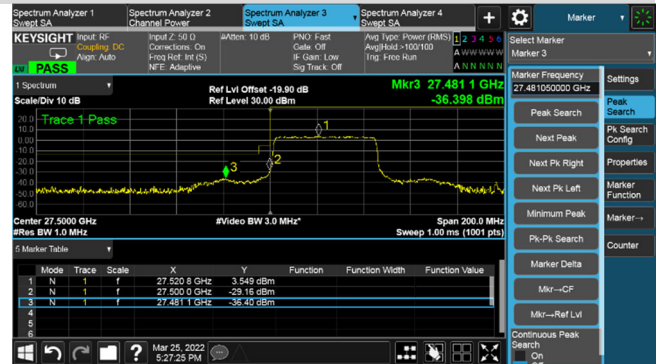 Spectrum Analyzer 1
Swept SA
Spectrum Analyzer 2
Channel Power
Spectrum Analyzer 3
Swept SA
Spectrum Analyzer 4
Swept SA
+
Marker
KEYSIGHT
Input: RF
Coupling: DC
Align: Auto
Input Z: 50 Ω
Corrections: On
Freq Ref: Int (S)
NFE: Adaptive
#Atten: 10 dB
PNO: Fast
Gate: Off
IF Gain: Low
Sig Track: Off
Avg Type: Power (RMS)
Avg|Hold:>100/100
Trig: Free Run
1 2 3 4 5 6
A W W W W W
A N N N N N
PASS
Select Marker
Marker 3
1 Spectrum
Scale/Div 10 dB
Ref Lvl Offset -19.90 dB
Ref Level 30.00 dBm
Mkr3 27.481 1 GHz
-36.398 dBm
Trace 1 Pass
20.0
10.0
0.00
-10.0
-20.0
-30.0
-40.0
-50.0
-60.0
1
2
3
Center 27.5000 GHz
#Res BW 1.0 MHz
#Video BW 3.0 MHz*
Span 200.0 MHz
Sweep 1.00 ms (1001 pts)
5 Marker Table
Mode Trace Scale X Y Function Function Width Function Value
1 N 1 f 27.520 8 GHz 3.549 dBm
2 N 1 f 27.500 0 GHz -29.16 dBm
3 N 1 f 27.481 1 GHz -36.40 dBm
4
5
6
Marker Frequency
27.481050000 GHz
Peak Search
Next Peak
Next Pk Right
Next Pk Left
Minimum Peak
Pk-Pk Search
Marker Delta
Mkr→CF
Mkr→Ref Lvl
Continuous Peak
Search
On
Off
Settings
Peak
Search
Pk Search
Config
Properties
Marker
Function
Marker→
Counter
?
Mar 25, 2022
5:27:25 PM